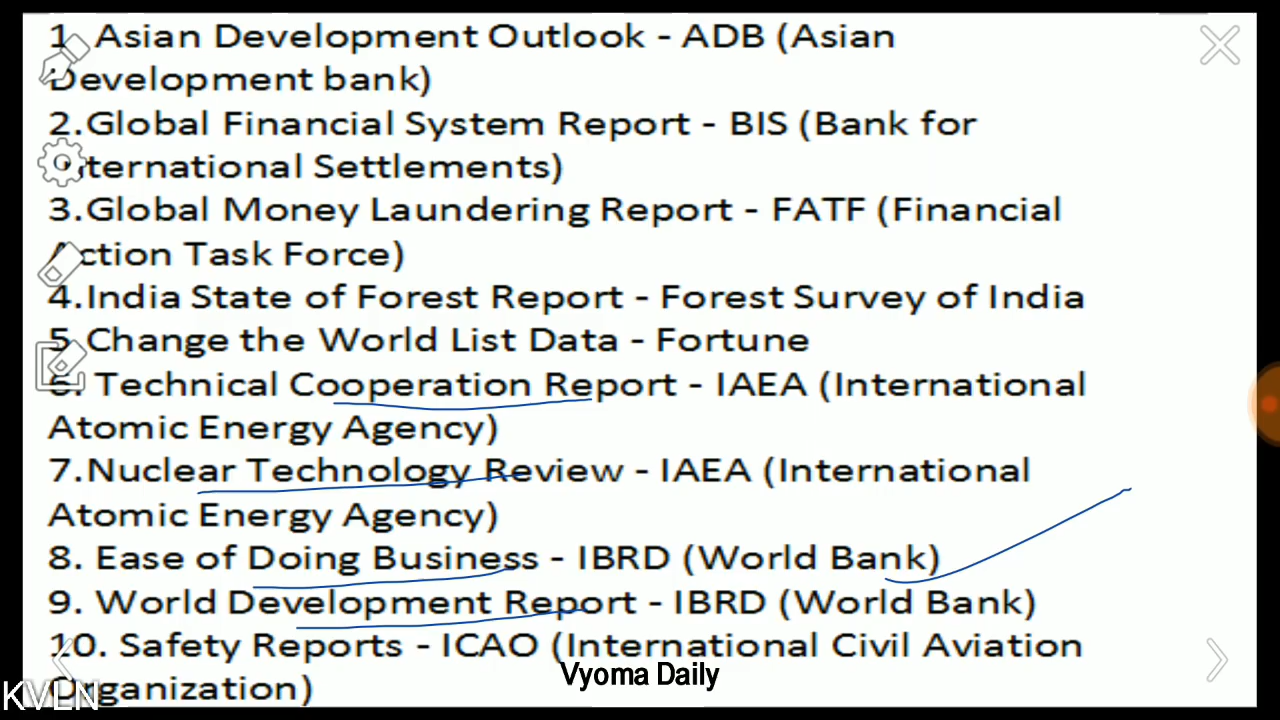 1. Asian Development Outlook - ADB (Asian
Development bank)
2.Global Financial System Report - BIS (Bank for
International Settlements)
3.Global Money Laundering Report - FATF (Financial
Action Task Force)
4.India State of Forest Report - Forest Survey of India
5.Change the World List Data - Fortune
6. Technical Cooperation Report - IAEA (International
Atomic Energy Agency)
7.Nuclear Technology Review - IAEA (International
Atomic Energy Agency)
8. Ease of Doing Business - IBRD (World Bank)
9. World Development Report - IBRD (World Bank)
10. Safety Reports - ICAO (International Civil Aviation
Organization)
Vyoma Daily
KVLN